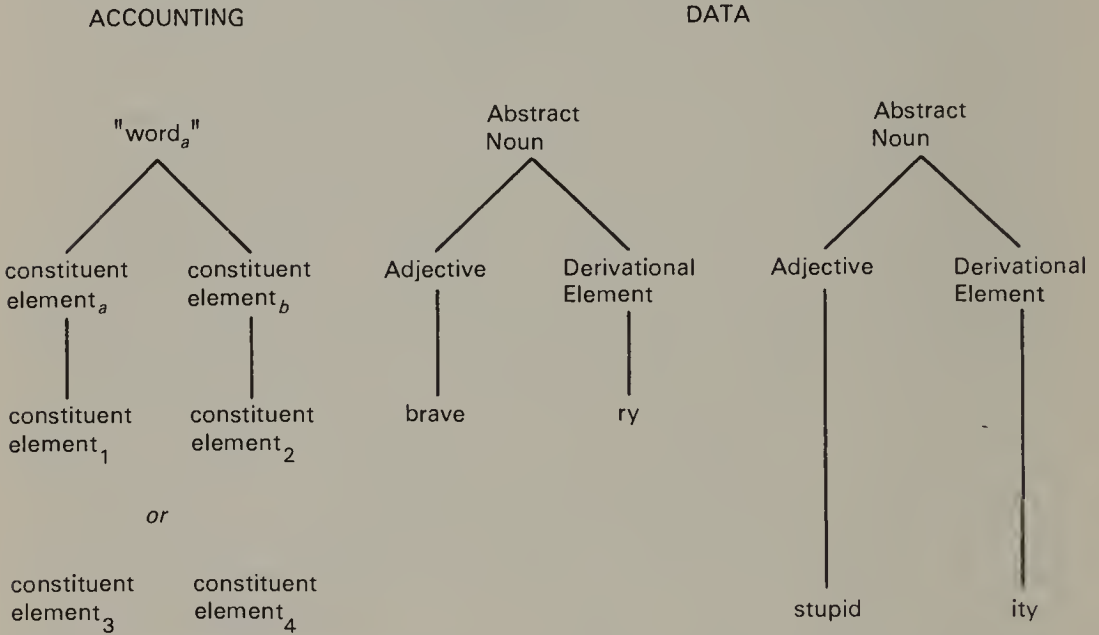 ACCOUNTING
DATA
"word_a"
Abstract
Noun
Abstract
Noun
constituent
element_a
constituent
element_b
Adjective
Derivational
Element
Adjective
Derivational
Element
constituent
element_1
constituent
element_2
brave
ry
or
constituent
element_3
constituent
element_4
stupid
ity